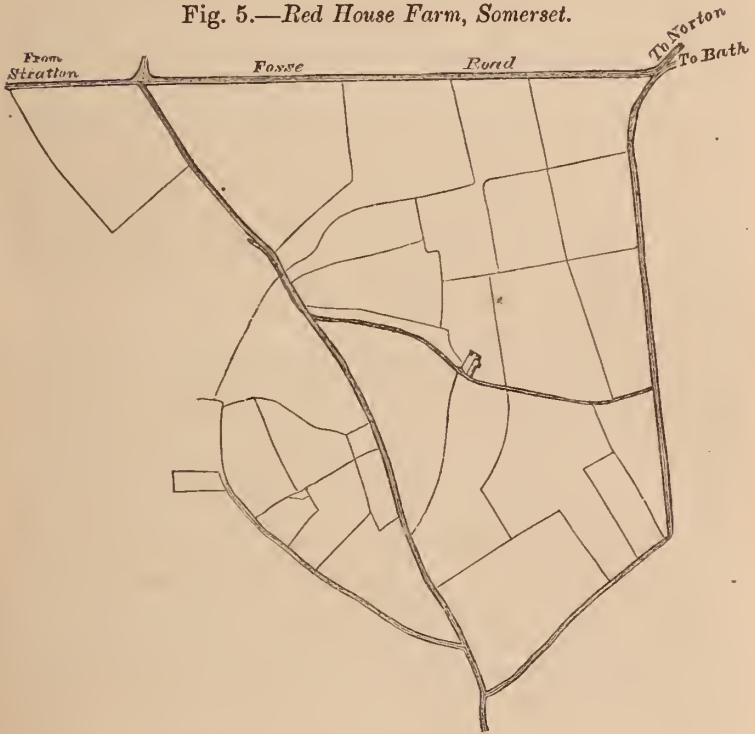 Fig. 5.—Red House Farm, Somerset.
From
Stratton
Fosse Road
To Norton
To Bath